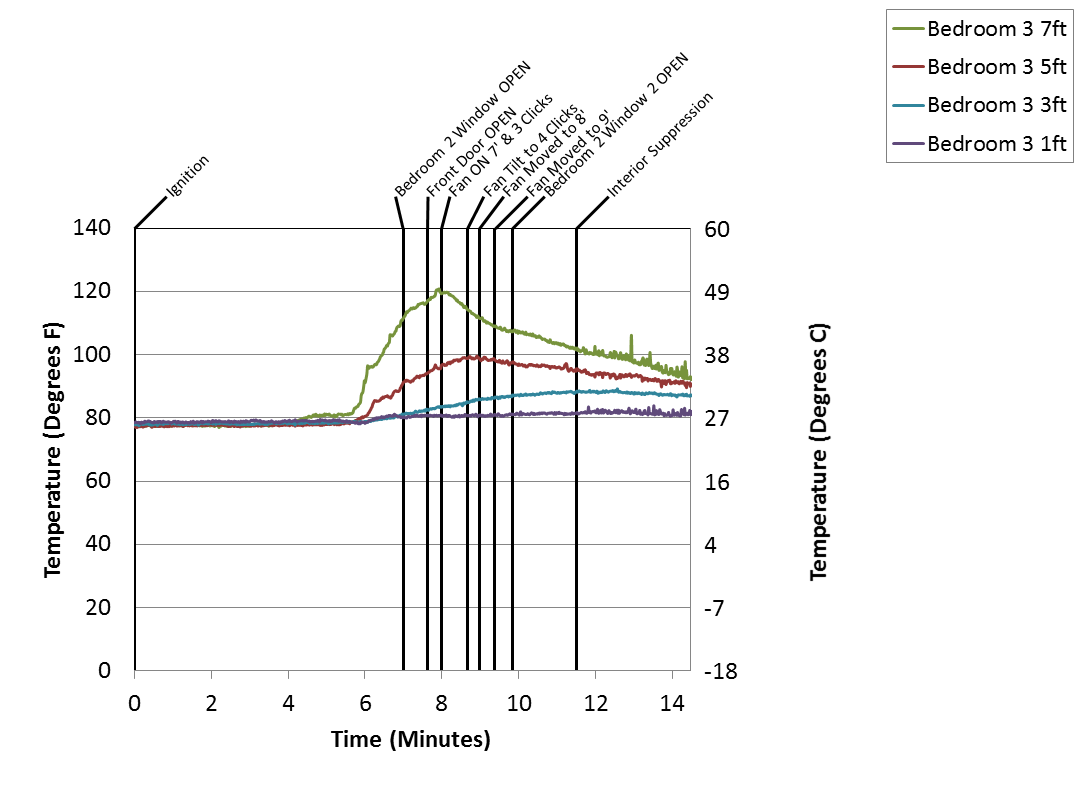 Bedroom 3 7ft
Bedroom 3 5ft
Bedroom 3 3ft
Bedroom 3 1ft
Ignition
Bedroom 2 Window OPEN
Front Door OPEN
Fan ON 7' & 3 Clicks
Fan Tilt to 4 Clicks
Fan Moved to 8'
Fan Moved to 9'
Bedroom 2 Window 2 OPEN
Interior Suppression
Temperature (Degrees F)
140
120
100
80
60
40
20
0
60
49
38
27
16
4
-7
-18
Temperature (Degrees C)
0 2 4 6 8 10 12 14
Time (Minutes)